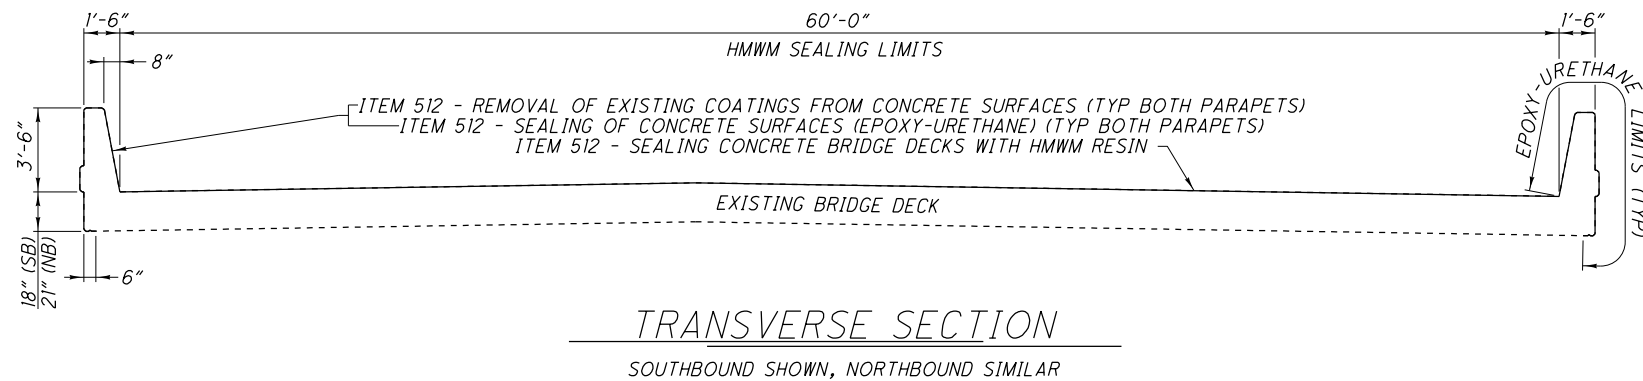 1'-6"
60'-0"
1'-6"
HMWM SEALING LIMITS
8"
EPOXY-URETHANE LIMITS (TYP)
ITEM 512 - REMOVAL OF EXISTING COATINGS FROM CONCRETE SURFACES (TYP BOTH PARAPETS)
ITEM 512 - SEALING OF CONCRETE SURFACES (EPOXY-URETHANE) (TYP BOTH PARAPETS)
ITEM 512 - SEALING CONCRETE BRIDGE DECKS WITH HMWM RESIN
3'-6"
EXISTING BRIDGE DECK
18" (SB)
21" (NB)
6"
TRANSVERSE SECTION
SOUTHBOUND SHOWN, NORTHBOUND SIMILAR